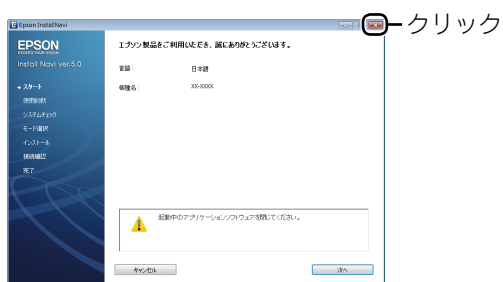 Epson InstallNavi
クリック
EPSON
EXCEED YOUR VISION
Install Navi ver.5.0
スタート
使用許諾
システムチェック
モード選択
インストール
接続確認
完了
エプソン製品をご利用いただき、誠にありがとうございます。
言語:
日本語
機種名:
XX-XXXX
起動中のアプリケーションソフトウェアを閉じてください。
キャンセル
次へ